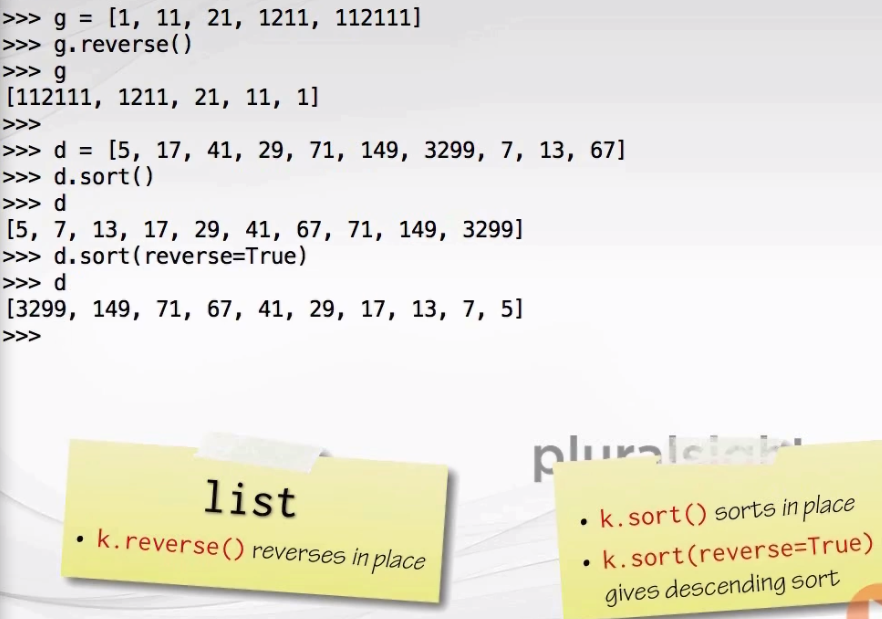 >>> g = [1, 11, 21, 1211, 112111]
>>> g.reverse()
>>> g
[112111, 1211, 21, 11, 1]
>>>
>>> d = [5, 17, 41, 29, 71, 149, 3299, 7, 13, 67]
>>> d.sort()
>>> d
[5, 7, 13, 17, 29, 41, 67, 71, 149, 3299]
>>> d.sort(reverse=True)
>>> d
[3299, 149, 71, 67, 41, 29, 17, 13, 7, 5]
>>>
pluralsight
list
• k.reverse() reverses in place
• k.sort() sorts in place
• k.sort(reverse=True)
gives descending sort